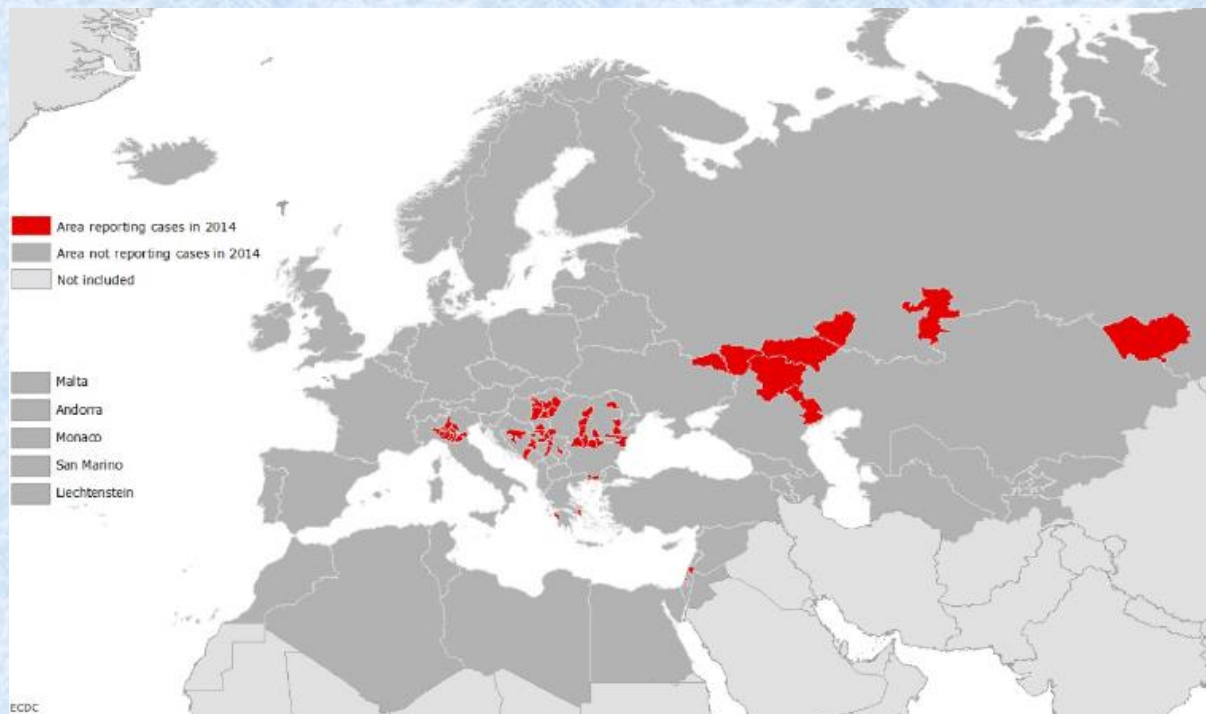 Area reporting cases in 2014
Area not reporting cases in 2014
Not included
Malta
Andorra
Monaco
San Marino
Liechtenstein
ECDC